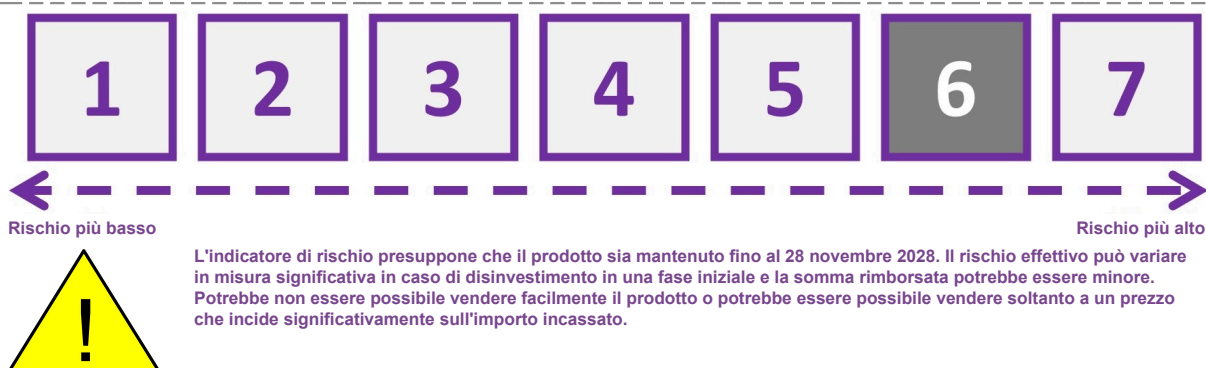 1 2 3 4 5 6 7
Rischio più basso Rischio più alto
L'indicatore di rischio presuppone che il prodotto sia mantenuto fino al 28 novembre 2028. Il rischio effettivo può variare
in misura significativa in caso di disinvestimento in una fase iniziale e la somma rimborsata potrebbe essere minore.
Potrebbe non essere possibile vendere facilmente il prodotto o potrebbe essere possibile vendere soltanto a un prezzo
che incide significativamente sull'importo incassato.
!